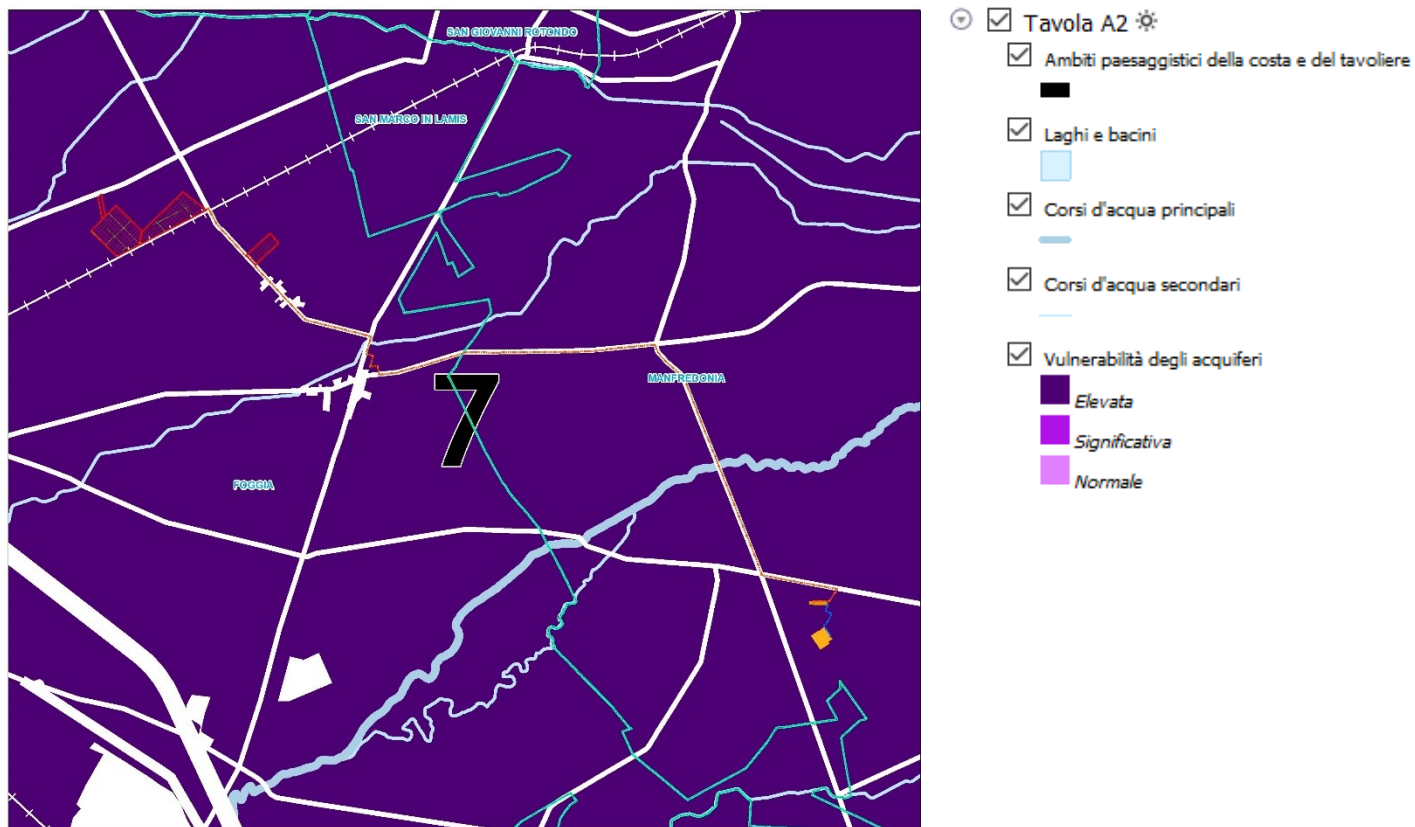 SAN GIOVANNI ROTONDO
SAN MARCO IN LAMIS
MANFREDONIA
7
FOGGIA
Tavola A2
Ambiti paesaggistici della costa e del tavoliere
Laghi e bacini
Corsi d'acqua principali
Corsi d'acqua secondari
Vulnerabilità degli acquiferi
Elevata
Significativa
Normale